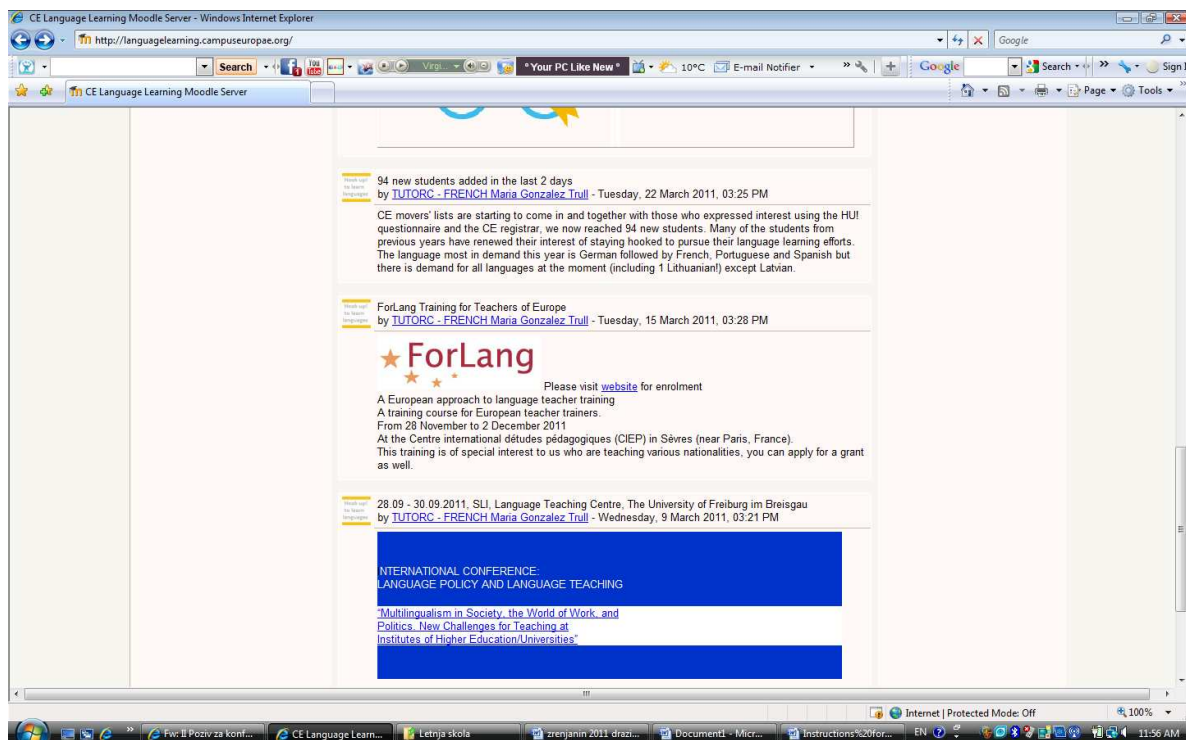 CE Language Learning Moodle Server - Windows Internet Explorer
http://languagelearning.campuseuropae.org/
Google
Search
You Tube
Virgi...
*Your PC Like New*
10°C
E-mail Notifier
Google
Search
Sign I
CE Language Learning Moodle Server
Page
Tools
94 new students added in the last 2 days
by TUTORC - FRENCH Maria Gonzalez Trull - Tuesday, 22 March 2011, 03:25 PM
CE movers' lists are starting to come in and together with those who expressed interest using the HU!
questionnaire and the CE registrar, we now reached 94 new students. Many of the students from
previous years have renewed their interest of staying hooked to pursue their language learning efforts.
The language most in demand this year is German followed by French, Portuguese and Spanish but
there is demand for all languages at the moment (including 1 Lithuanian!) except Latvian.
Hook up!
to learn
languages
ForLang Training for Teachers of Europe
by TUTORC - FRENCH Maria Gonzalez Trull - Tuesday, 15 March 2011, 03:28 PM
ForLang
Please visit website for enrolment
A European approach to language teacher training
A training course for European teacher trainers.
From 28 November to 2 December 2011
At the Centre international détudes pédagogiques (CIEP) in Sèvres (near Paris, France).
This training is of special interest to us who are teaching various nationalities, you can apply for a grant
as well.
28.09 - 30.09.2011, SLI, Language Teaching Centre, The University of Freiburg im Breisgau
by TUTORC - FRENCH Maria Gonzalez Trull - Wednesday, 9 March 2011, 03:21 PM
NTERNATIONAL CONFERENCE:
LANGUAGE POLICY AND LANGUAGE TEACHING
"Multilingualism in Society, the World of Work, and
Politics. New Challenges for Teaching at
Institutes of Higher Education/Universities"
Internet | Protected Mode: Off
100%
Fw: II Poziv za konf...
CE Language Learn...
Letnja skola
zrenjanin 2011 drazi...
Document1 - Micr...
Instructions%20for...
EN
11:56 AM